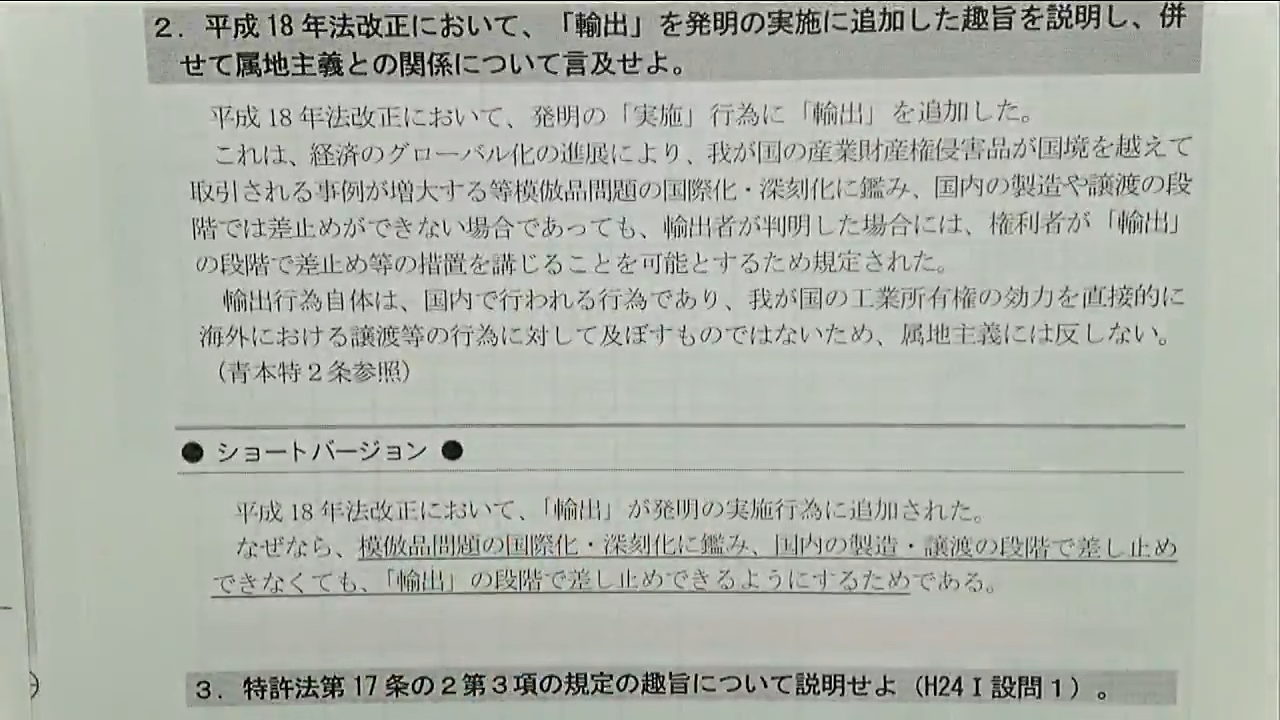 ２．平成 18 年法改正において、「輸出」を発明の実施に追加した趣旨を説明し、併
せて属地主義との関係について言及せよ。
平成 18 年法改正において、発明の「実施」行為に「輸出」を追加した。
これは、経済のグローバル化の進展により、我が国の産業財産権侵害品が国境を越えて
取引される事例が増大する等模倣品問題の国際化・深刻化に鑑み、国内の製造や譲渡の段
階では差止めができない場合であっても、輸出者が判明した場合には、権利者が「輸出」
の段階で差止め等の措置を講じることを可能とするため規定された。
輸出行為自体は、国内で行われる行為であり、我が国の工業所有権の効力を直接的に
海外における譲渡等の行為に対して及ぼすものではないため、属地主義には反しない。
（青本特２条参照）
● ショートバージョン ●
平成 18 年法改正において、「輸出」が発明の実施行為に追加された。
なぜなら、模倣品問題の国際化・深刻化に鑑み、国内の製造・譲渡の段階で差し止め
できなくても、「輸出」の段階で差し止めできるようにするためである。
３．特許法第 17 条の２第３項の規定の趣旨について説明せよ（H24 Ⅰ 設問１）。